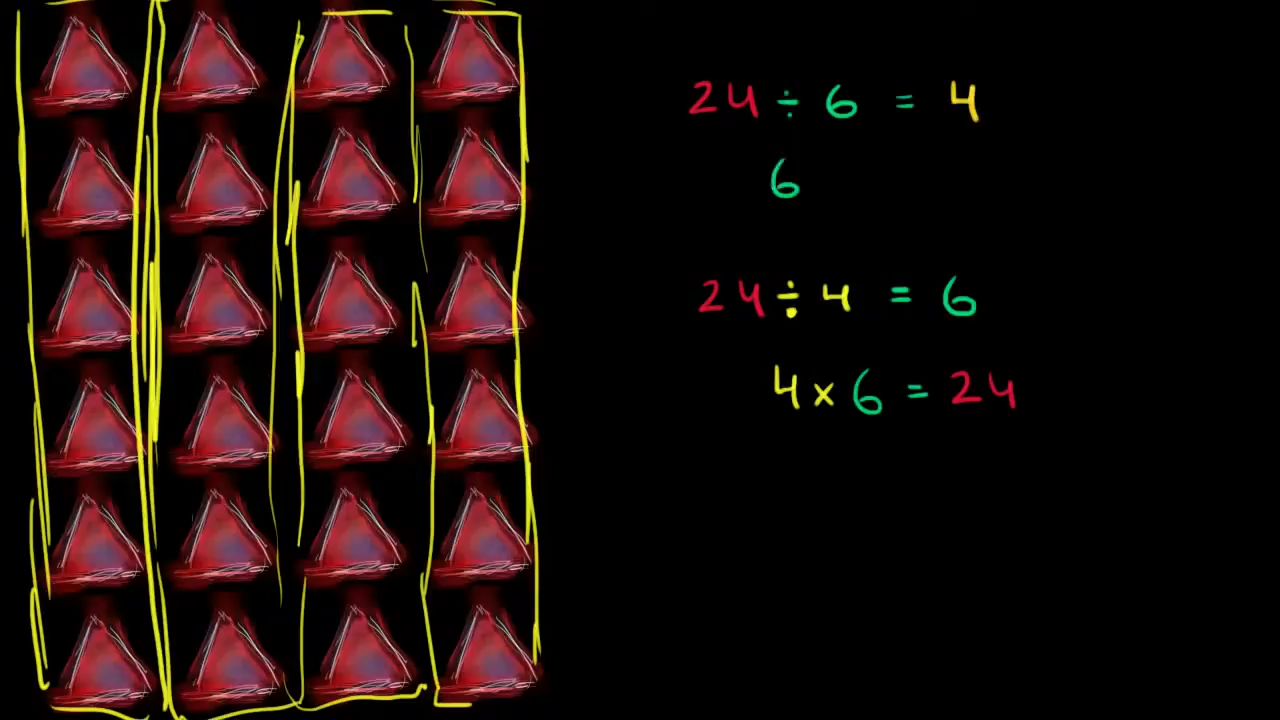 24 ÷ 6 = 4
6
24 ÷ 4 = 6
4 × 6 = 24